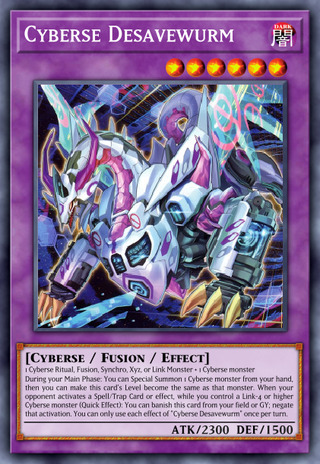 CYBERSE DESAVEWURM
DARK
闇
[CYBERSE / FUSION / EFFECT]
1 Cyberse Ritual, Fusion, Synchro, Xyz, or Link Monster + 1 Cyberse monster
During your Main Phase: You can Special Summon 1 Cyberse monster from your hand,
then you can make this card's Level become the same as that monster. When your
opponent activates a Spell/Trap Card or effect, while you control a Link-4 or higher
Cyberse monster (Quick Effect): You can banish this card from your field or GY; negate
that activation. You can only use each effect of "Cyberse Desavewurm" once per turn.
ATK/2300 DEF/1500